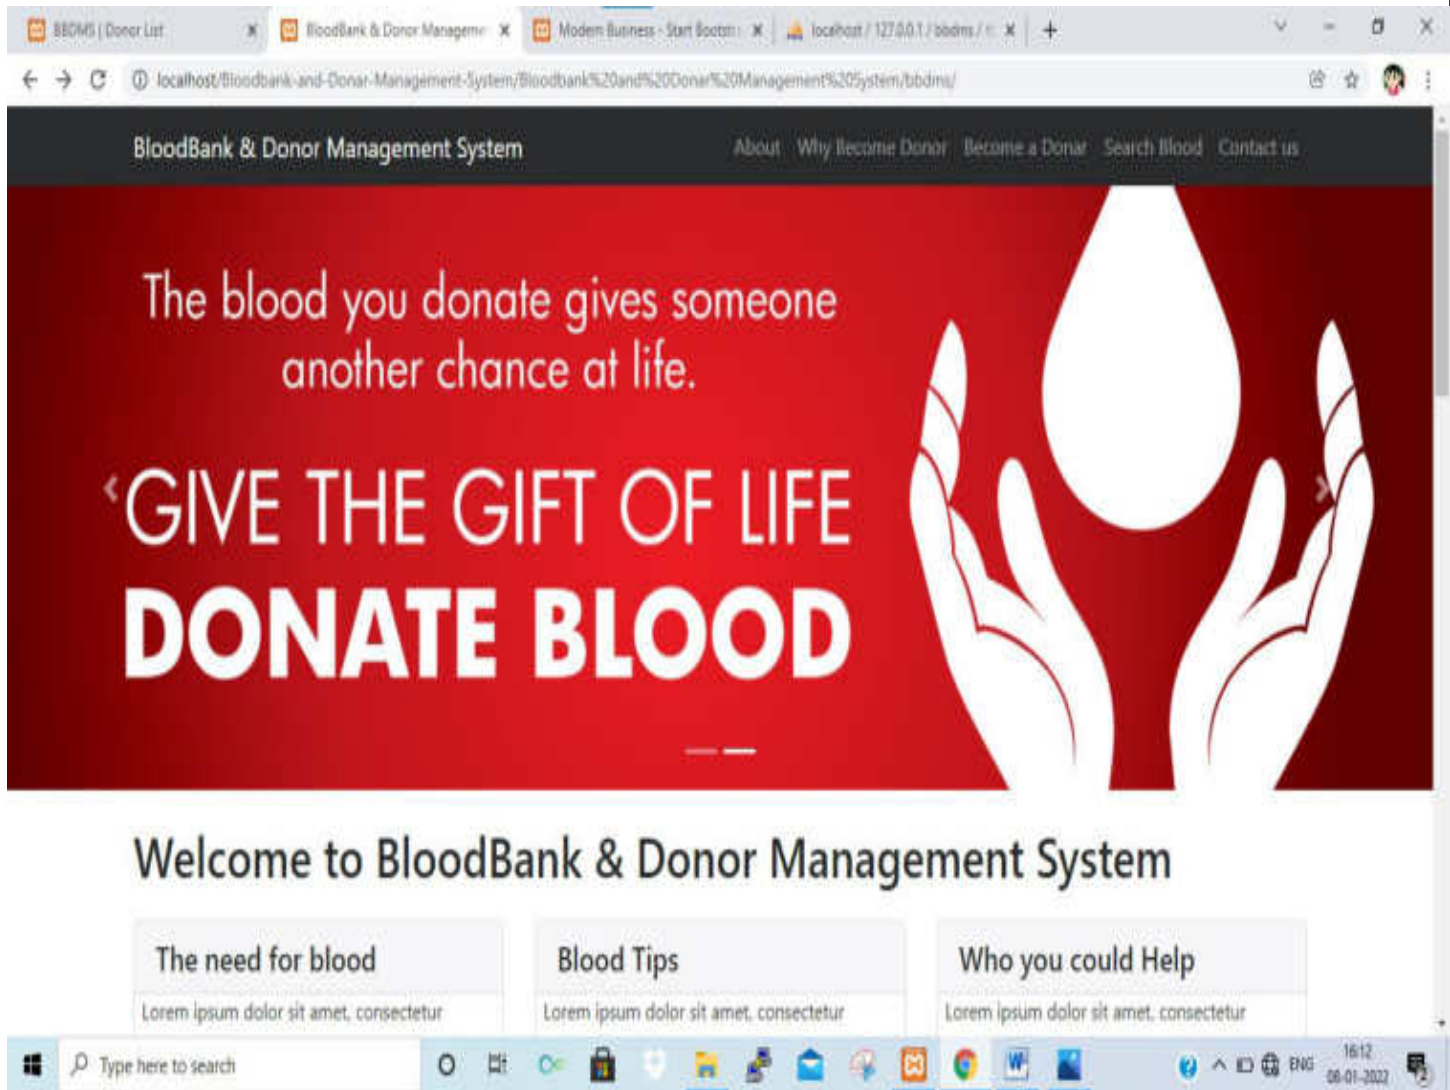 BBDMS | Donor List
BloodBank & Donor Manageme
Modern Business - Start Bootstr
localhost / 127.0.0.1 / bbdms /
localhost/Bloodbank-and-Donar-Management-System/Bloodbank%20and%20Donar%20Management%20System/bbdms/
BloodBank & Donor Management System
About Why Become Donor Become a Donar Search Blood Contact us
The blood you donate gives someone
another chance at life.
GIVE THE GIFT OF LIFE
DONATE BLOOD
Welcome to BloodBank & Donor Management System
The need for blood
Lorem ipsum dolor sit amet, consectetur
Blood Tips
Lorem ipsum dolor sit amet, consectetur
Who you could Help
Lorem ipsum dolor sit amet, consectetur
Type here to search
ENG
16:12
08-01-2022